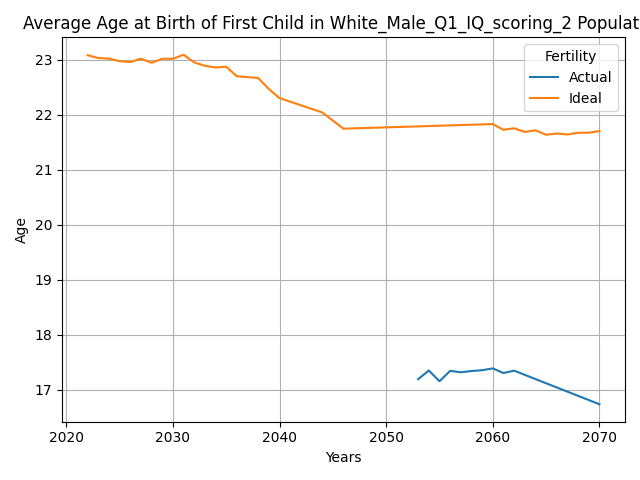 Average Age at Birth of First Child in White_Male_Q1_IQ_scoring_2 Populat
Fertility
Actual
Ideal
23
22
21
20
19
18
17
Age
2020 2030 2040 2050 2060 2070
Years